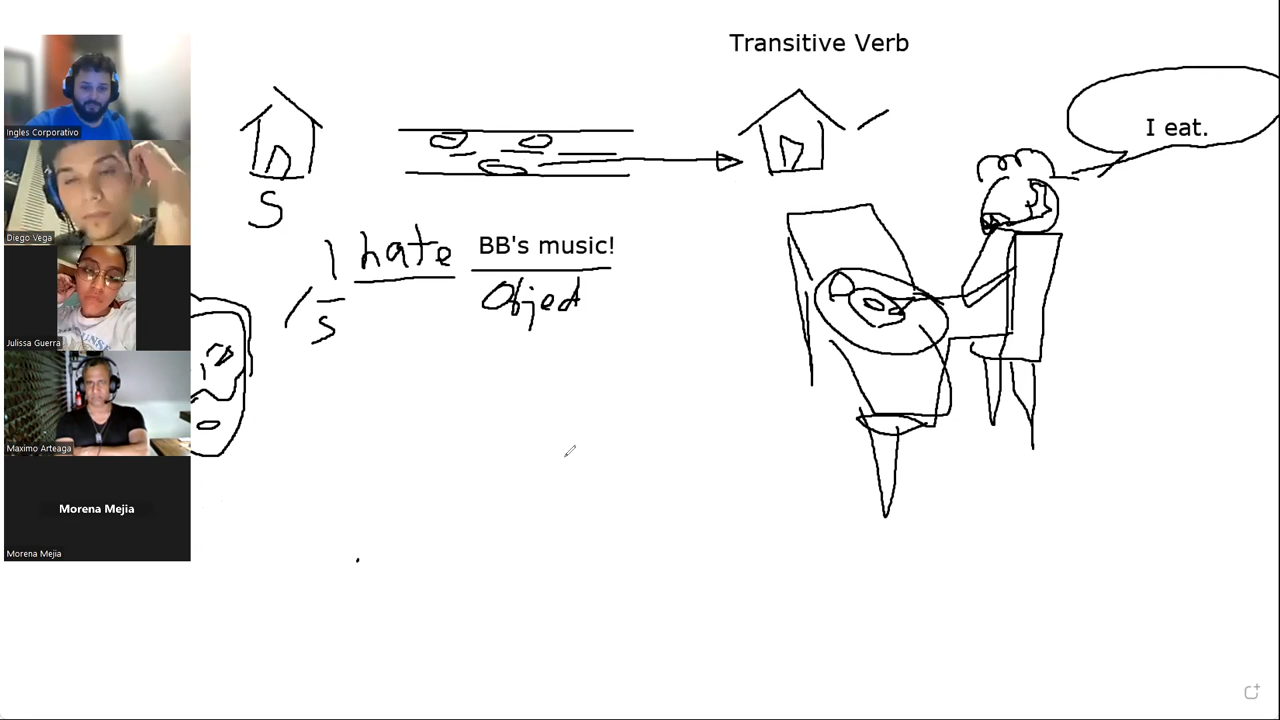 Transitive Verb
I eat.
S
I hate BB's music!
S
Object
Ingles Corporativo
Diego Vega
Julissa Guerra
Maximo Arteaga
Morena Mejia
Morena Mejia